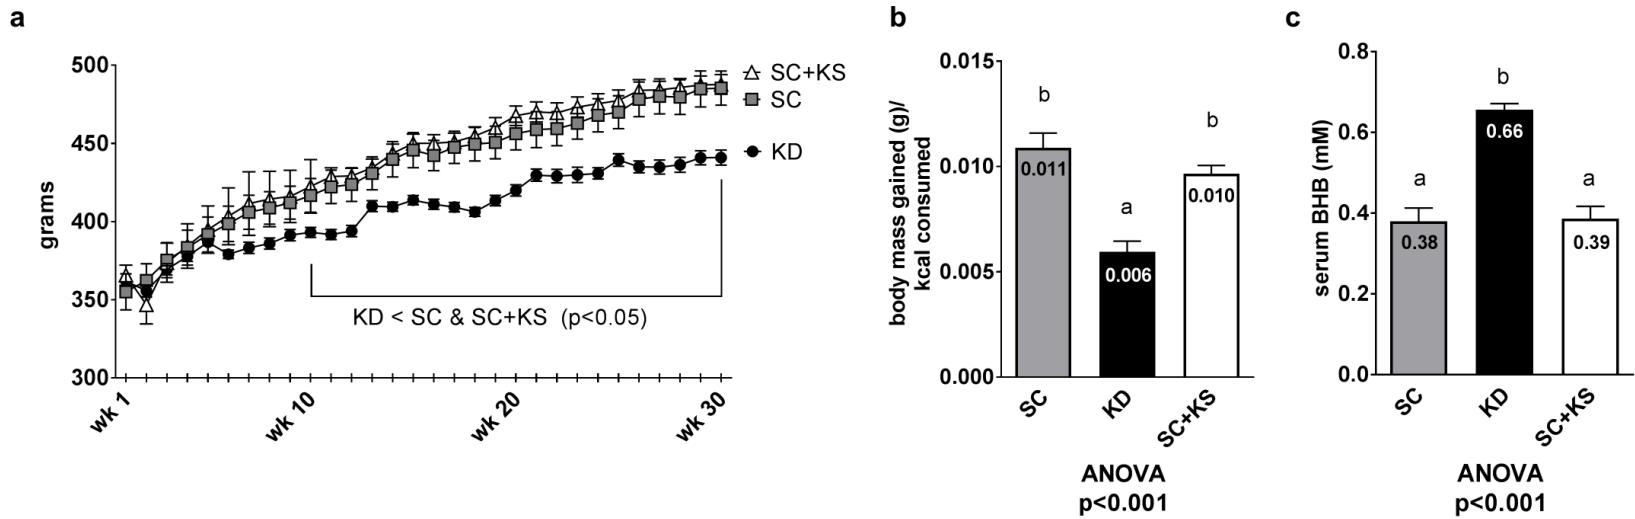 a
500
450
400
350
300
grams
wk 1
wk 10
wk 20
wk 30
SC+KS
SC
KD
KD < SC & SC+KS (p<0.05)
b
0.015
0.010
0.005
0.000
body mass gained (g)/
kcal consumed
b
a
b
0.011
0.006
0.010
SC
KD
SC+KS
ANOVA
p<0.001
c
0.8
0.6
0.4
0.2
0.0
serum BHB (mM)
a
b
a
0.38
0.66
0.39
SC
KD
SC+KS
ANOVA
p<0.001